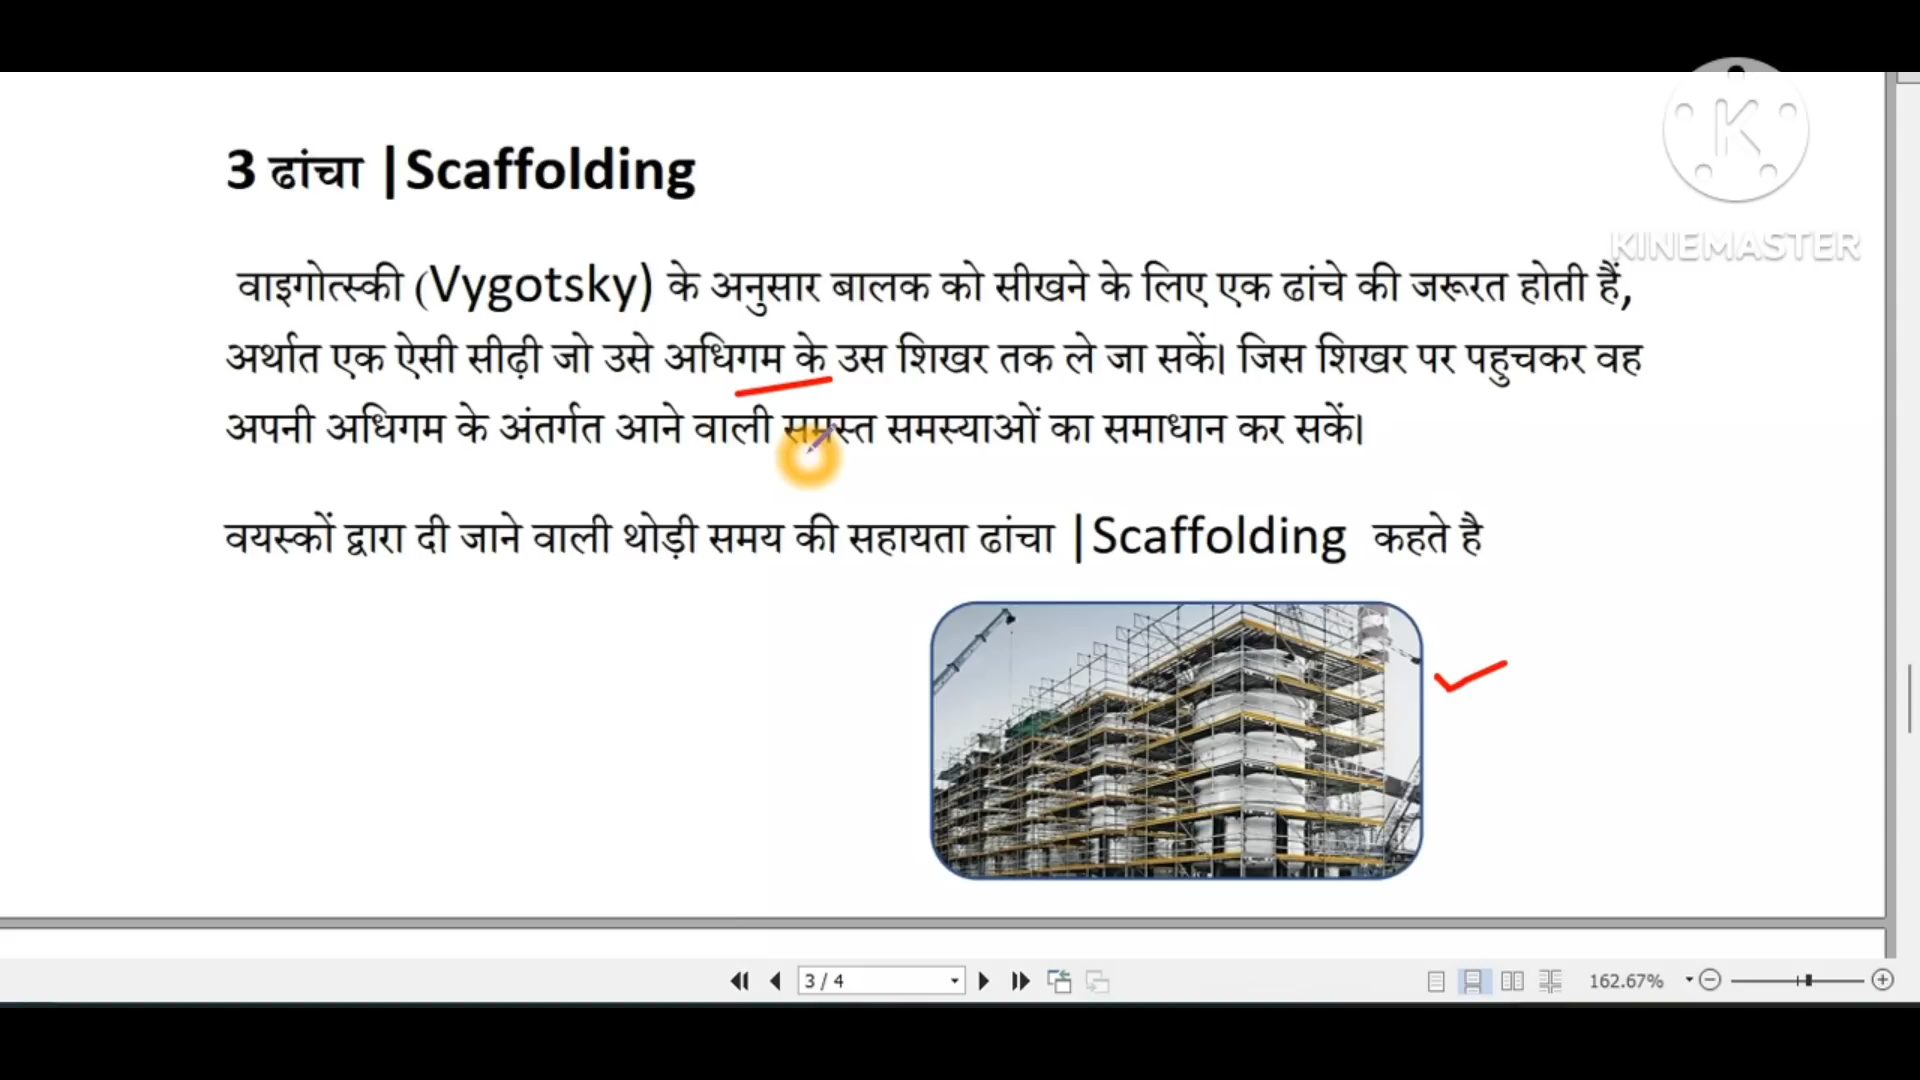 KINEMASTER
3 ढांचा |Scaffolding
वाइगोत्स्की (Vygotsky) के अनुसार बालक को सीखने के लिए एक ढांचे की जरूरत होती हैं,
अर्थात एक ऐसी सीढ़ी जो उसे अधिगम के उस शिखर तक ले जा सकें। जिस शिखर पर पहुचकर वह
अपनी अधिगम के अंतर्गत आने वाली समस्त समस्याओं का समाधान कर सकें।
वयस्कों द्वारा दी जाने वाली थोड़ी समय की सहायता ढांचा |Scaffolding कहते है
3 / 4
162.67%